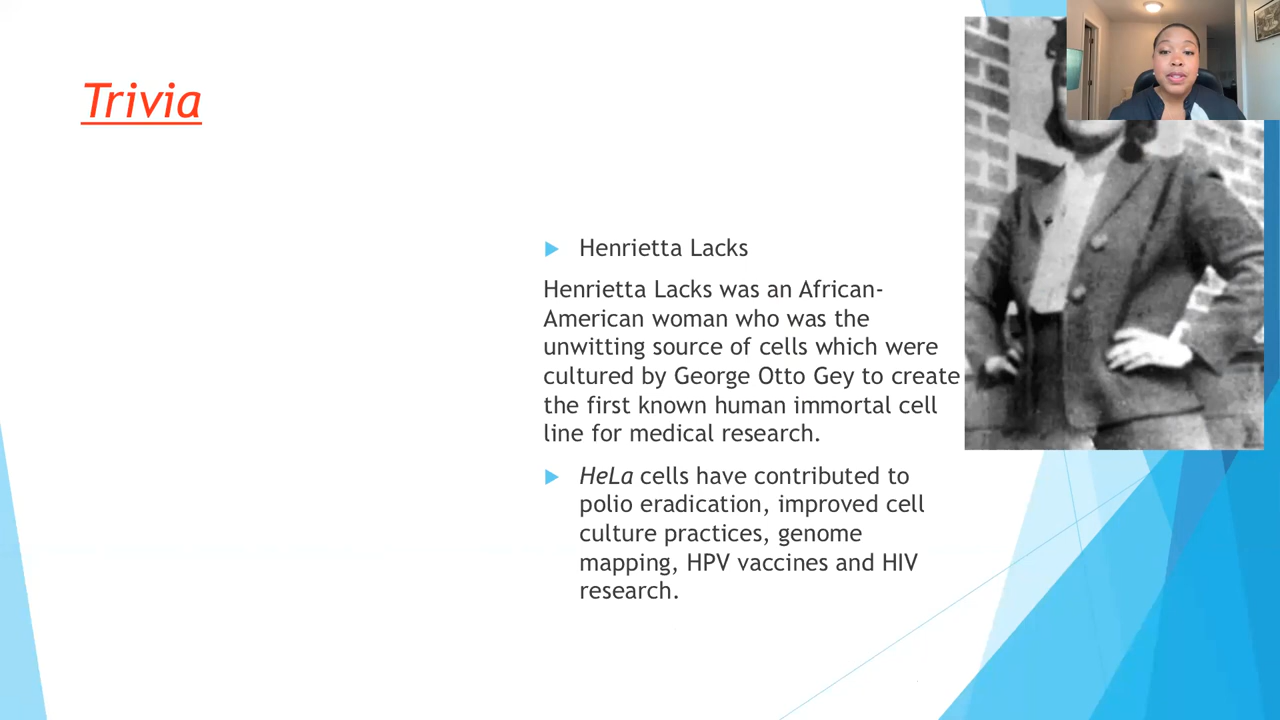 Trivia
Henrietta Lacks
Henrietta Lacks was an African-
American woman who was the
unwitting source of cells which were
cultured by George Otto Gey to create
the first known human immortal cell
line for medical research.
HeLa cells have contributed to
polio eradication, improved cell
culture practices, genome
mapping, HPV vaccines and HIV
research.